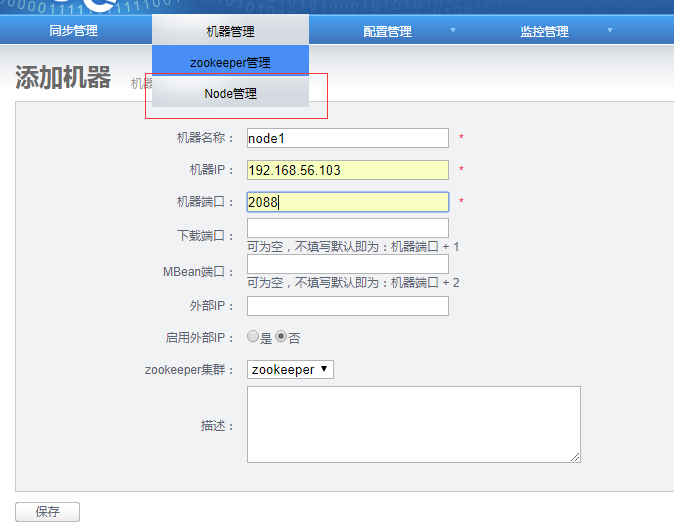 同步管理 机器管理 配置管理 监控管理
zookeeper管理
添加机器 机器
Node管理
机器名称： node1 *
机器IP： 192.168.56.103 *
机器端口： 2088 *
下载端口：
可为空，不填写默认即为：机器端口 + 1
MBean端口：
可为空，不填写默认即为：机器端口 + 2
外部IP：
启用外部IP： 是 否
zookeeper集群： zookeeper
描述：
保存